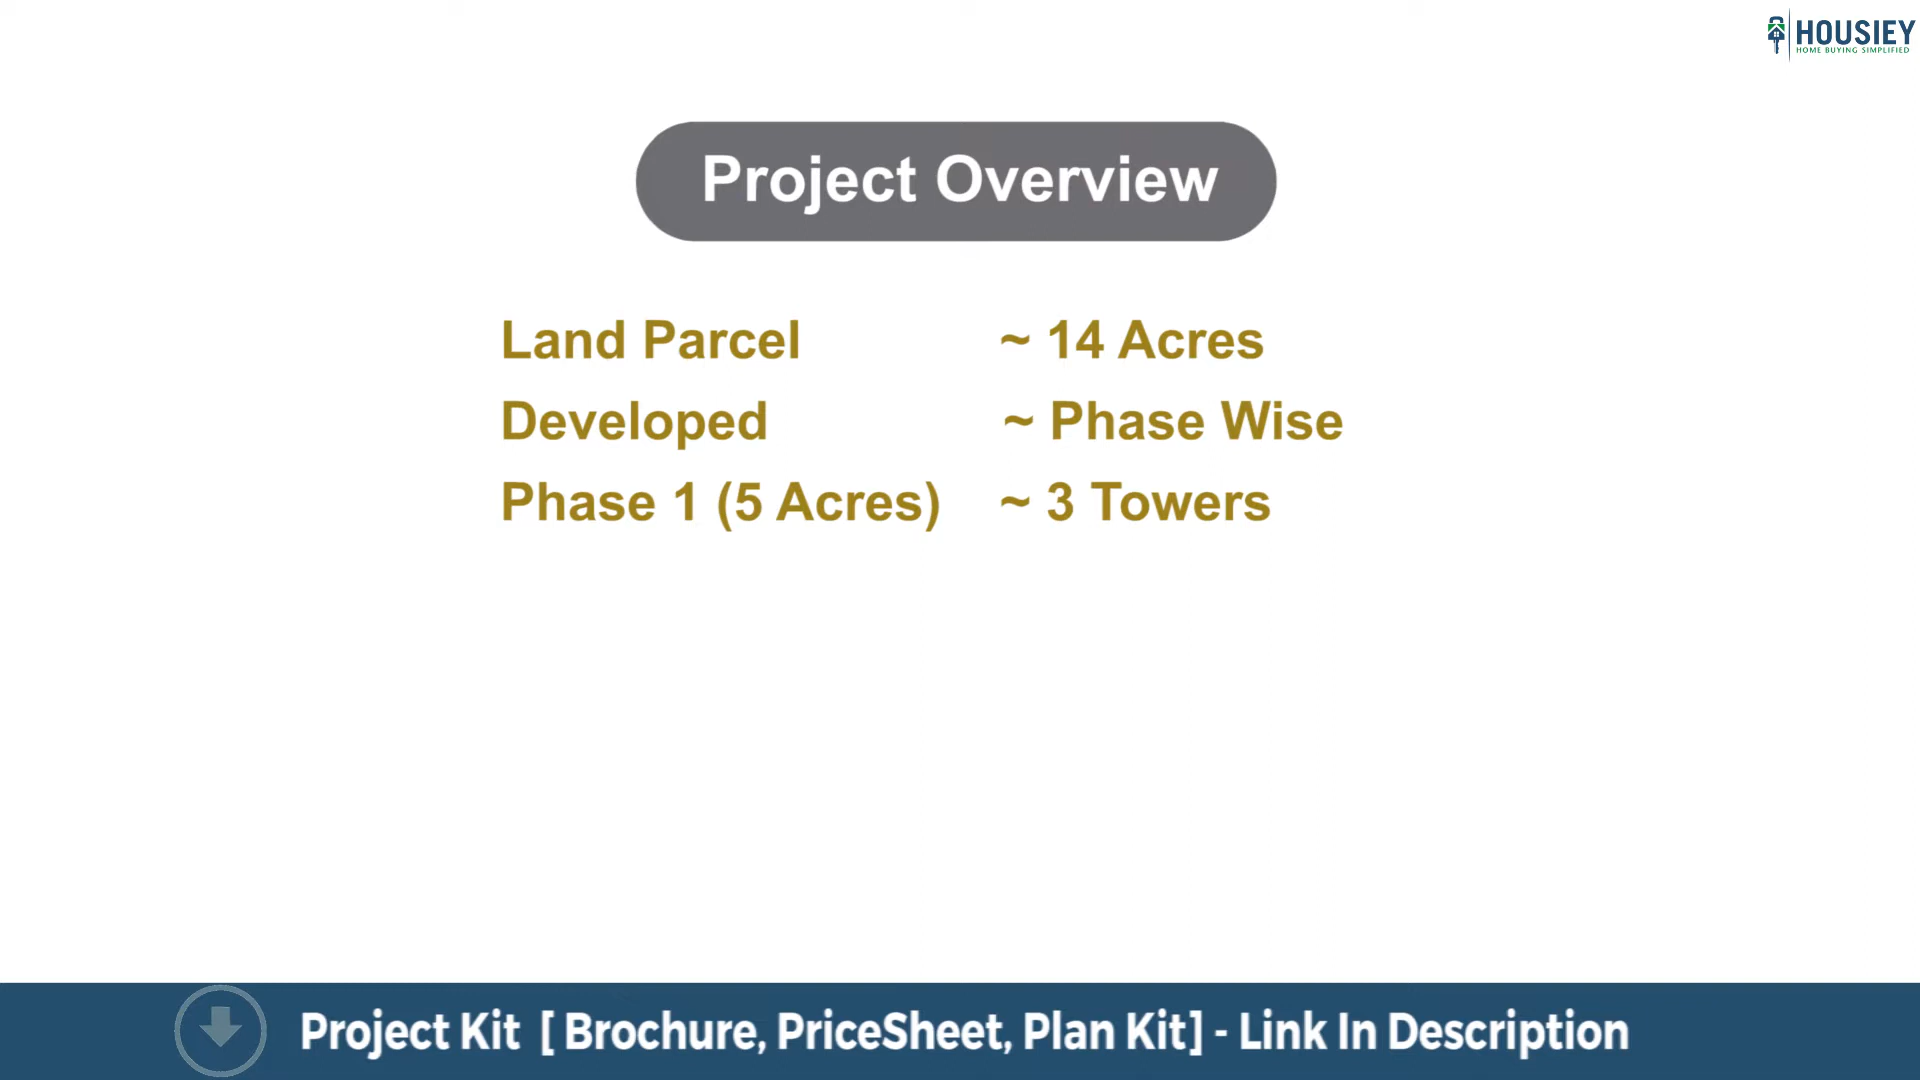 HOUSIEY
HOME BUYING SIMPLIFIED
Project Overview
Land Parcel ~ 14 Acres
Developed ~ Phase Wise
Phase 1 (5 Acres) ~ 3 Towers
Project Kit [ Brochure, PriceSheet, Plan Kit] - Link In Description